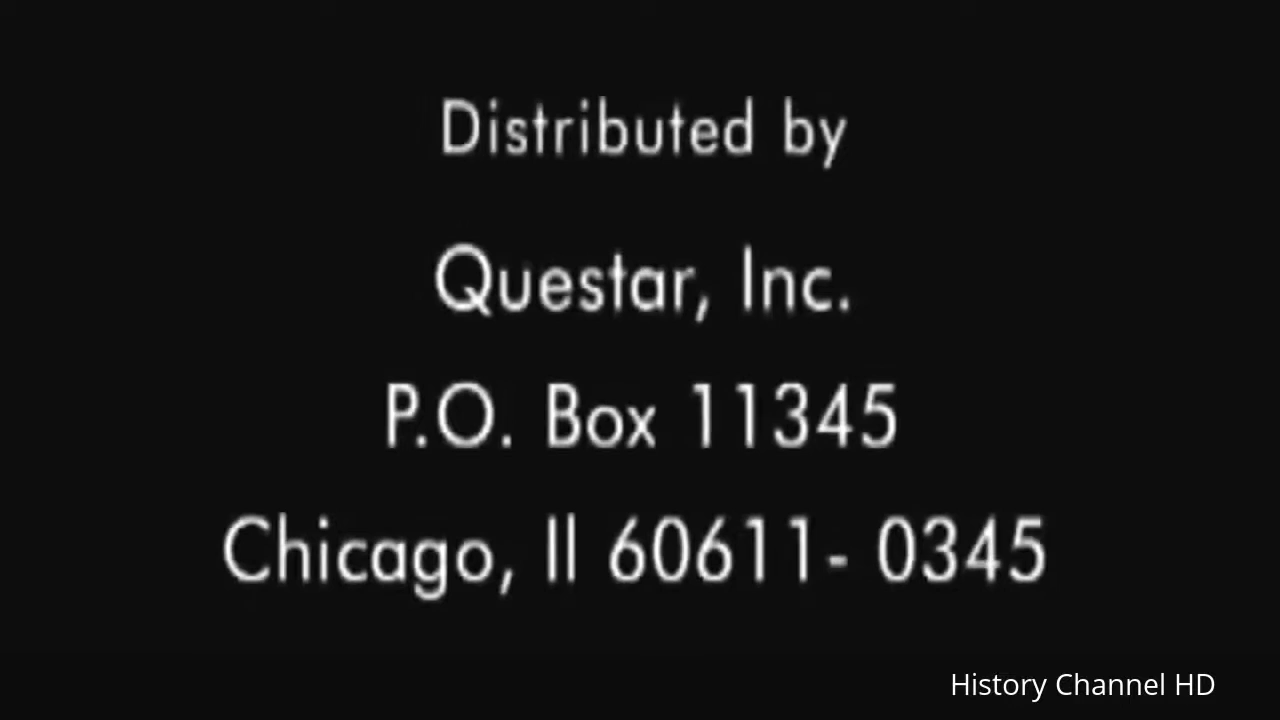 Distributed by
Questar, Inc.
P.O. Box 11345
Chicago, Il 60611- 0345
History Channel HD